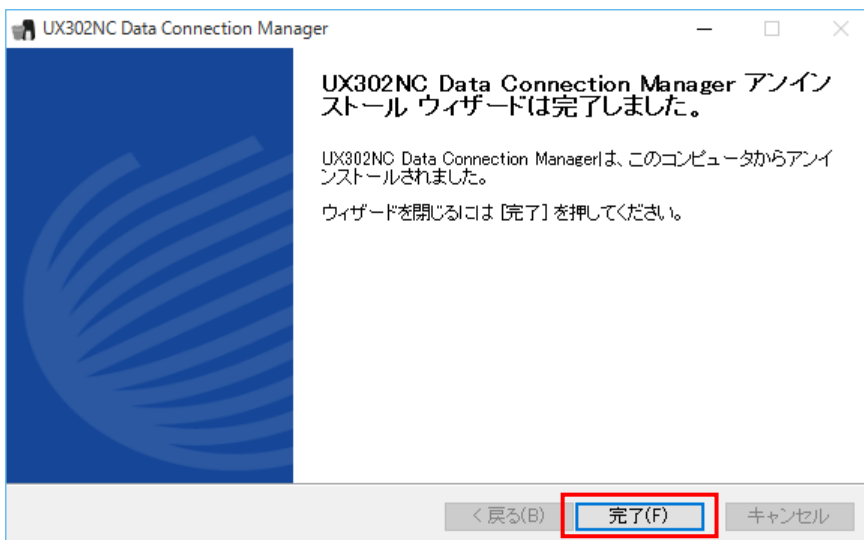 UX302NC Data Connection Manager
UX302NC Data Connection Manager アンイン
ストール ウィザードは完了しました。
UX302NC Data Connection Managerは、このコンピュータからアンイ
ンストールされました。
ウィザードを閉じるには [完了] を押してください。
< 戻る(B)
完了(F)
キャンセル